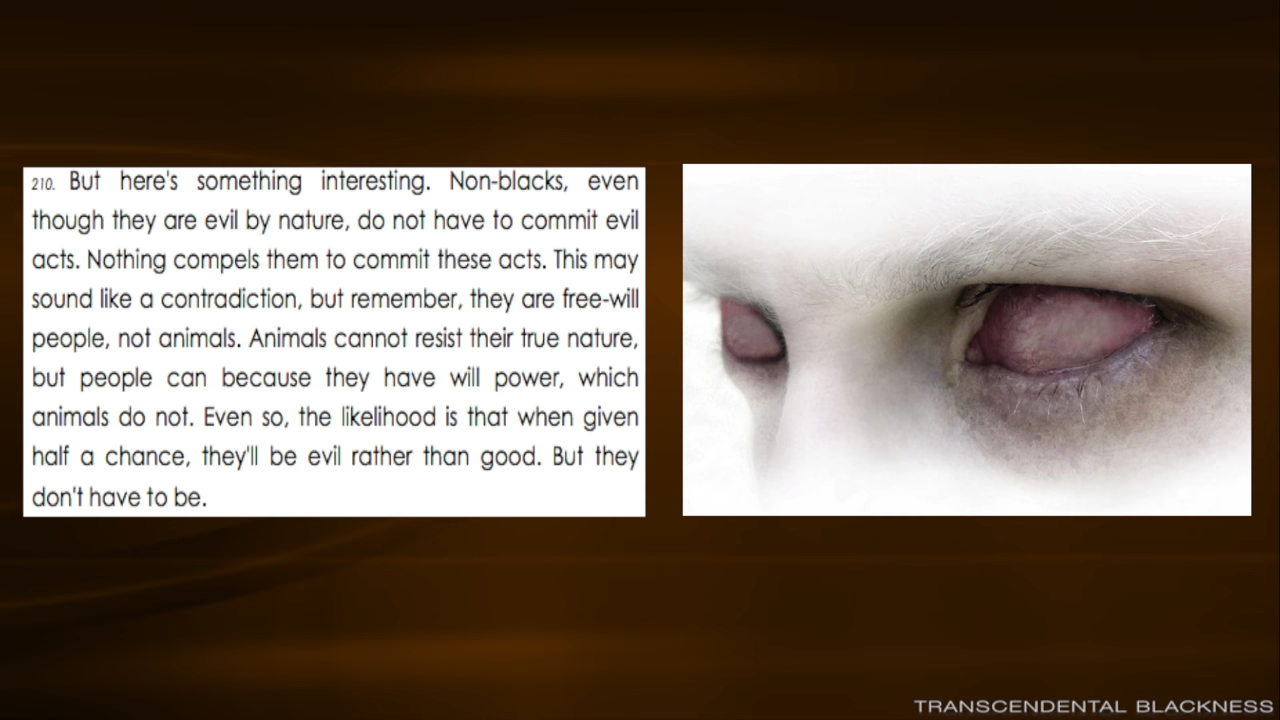 210. But here's something interesting. Non-blacks, even
though they are evil by nature, do not have to commit evil
acts. Nothing compels them to commit these acts. This may
sound like a contradiction, but remember, they are free-will
people, not animals. Animals cannot resist their true nature,
but people can because they have will power, which
animals do not. Even so, the likelihood is that when given
half a chance, they'll be evil rather than good. But they
don't have to be.
TRANSCENDENTAL BLACKNESS